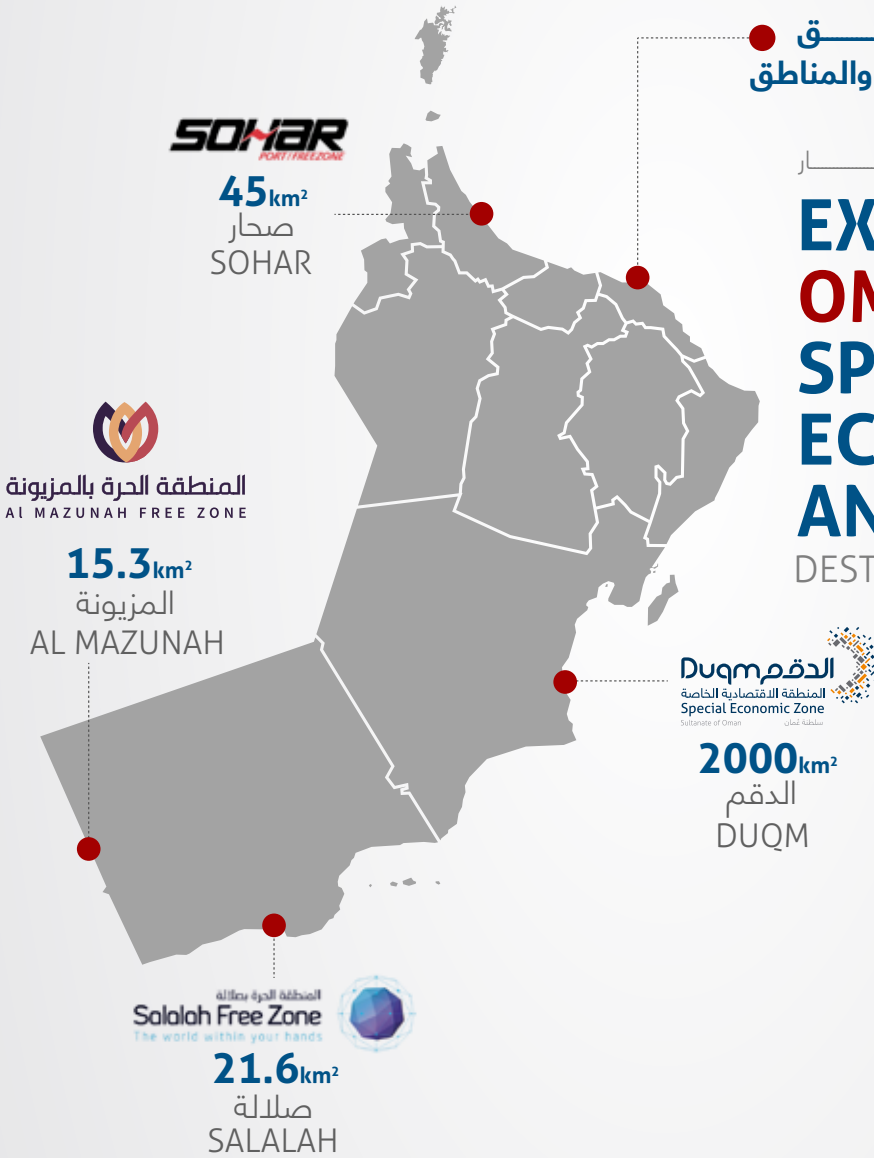 ـــــــق
والمناطق
ـــــــار
EX
OM
SP
EC
AN
DEST
SOHAR
PORT | FREEZONE
45km²
صحار
SOHAR
المنطقة الحرة بالمزيونة
Al MAZUNAH FREE ZONE
15.3km²
المزيونة
AL MAZUNAH
Duqm الدقم
المنطقة الاقتصادية الخاصة
Special Economic Zone
Sultanate of Oman سلطنة عُمان
2000km²
الدقم
DUQM
المنطقة الحرة بصلالة
Salalah Free Zone
The world within your hands
21.6km²
صلالة
SALALAH